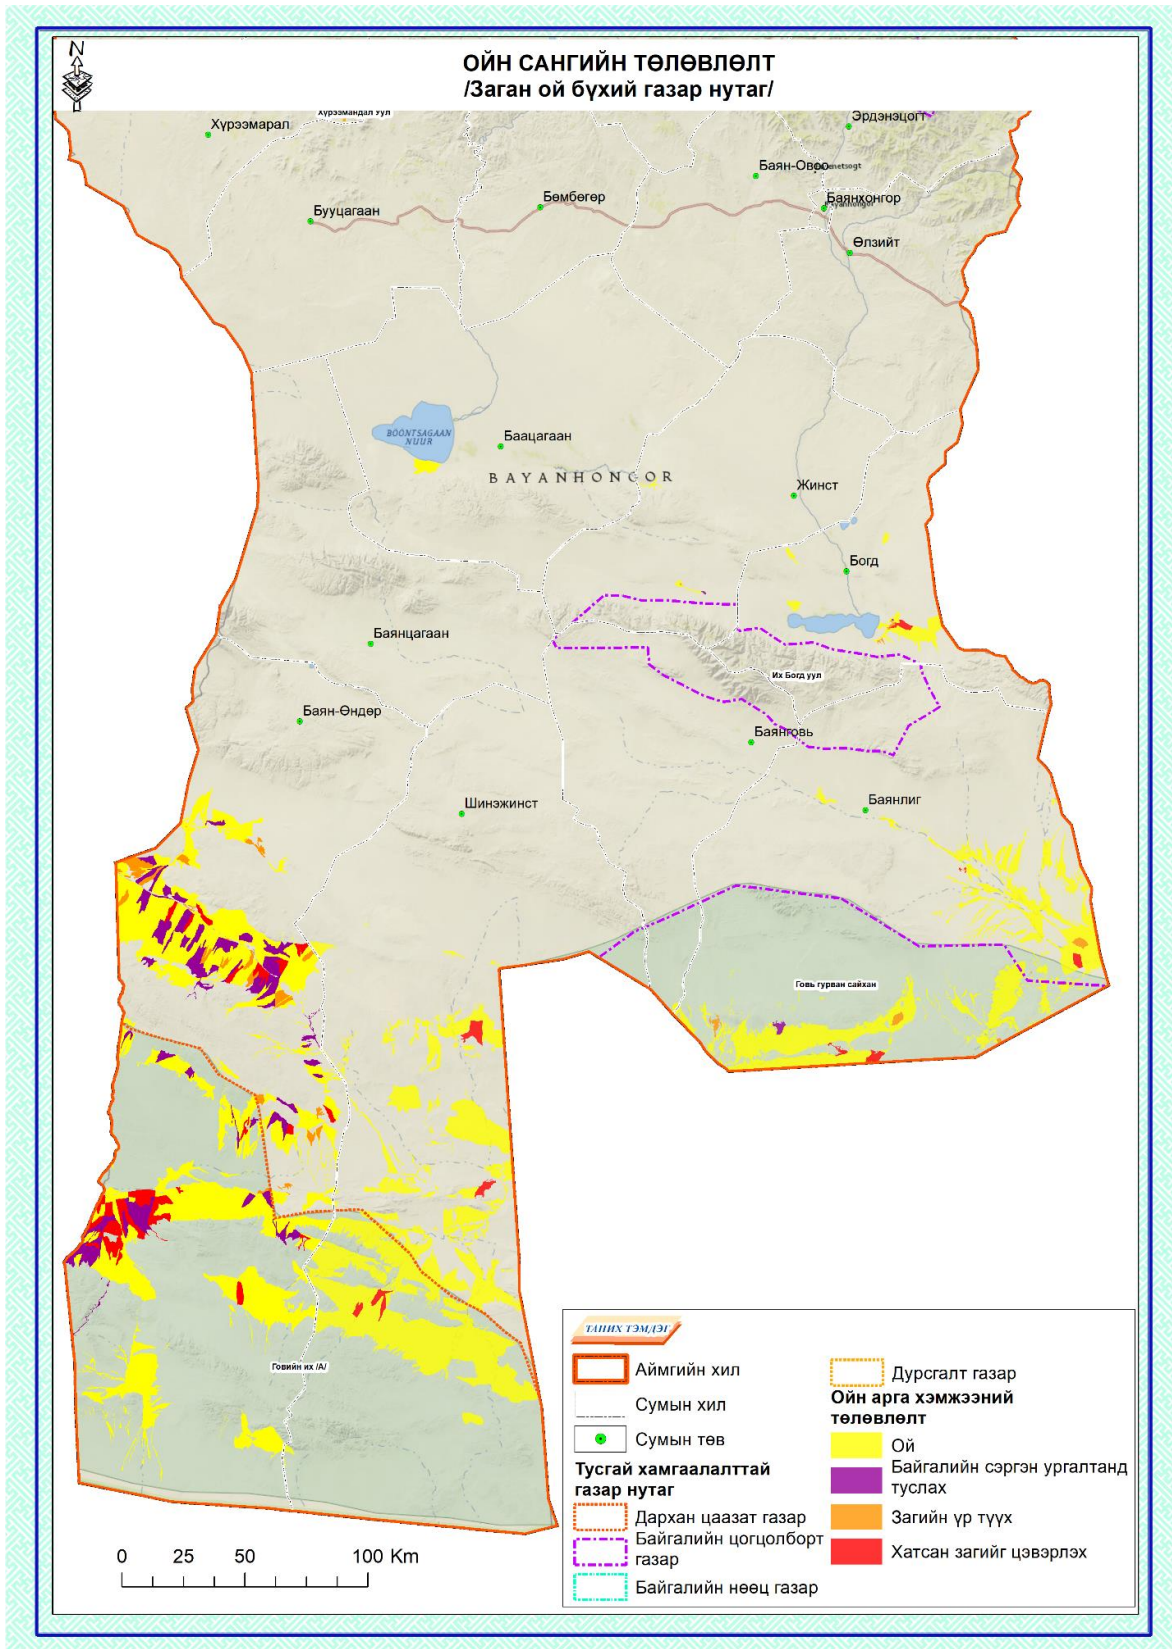 N
ОЙН САНГИЙН ТӨЛӨВЛӨЛТ
/Заган ой бүхий газар нутаг/
Хүрээмандал Уул
Эрдэнэцогт
Хүрээмарал
Баян-Овоо
Бөмбөгөр
Баянхонгор
Бууцагаан
Өлзийт
BOONTSAGAAN
NUUR
Баацагаан
BAYANHONGOR
Жинст
Богд
Баянцагаан
Их Богд уул
Баян-Өндөр
Баянговь
Шинэжинст
Баянлиг
Говь гурван сайхан
Говийн их /А/
ТАНИХ ТЭМДЭГ
Аймгийн хил
Сумын хил
Сумын төв
Тусгай хамгаалалттай
газар нутаг
Дархан цаазат газар
Байгалийн цогцолборт
газар
Байгалийн нөөц газар
Дурсгалт газар
Ойн арга хэмжээний
төлөвлөлт
Ой
Байгалийн сэргэн ургалтанд
туслах
Загийн үр түүх
Хатсан загийг цэвэрлэх
0 25 50 100 Km